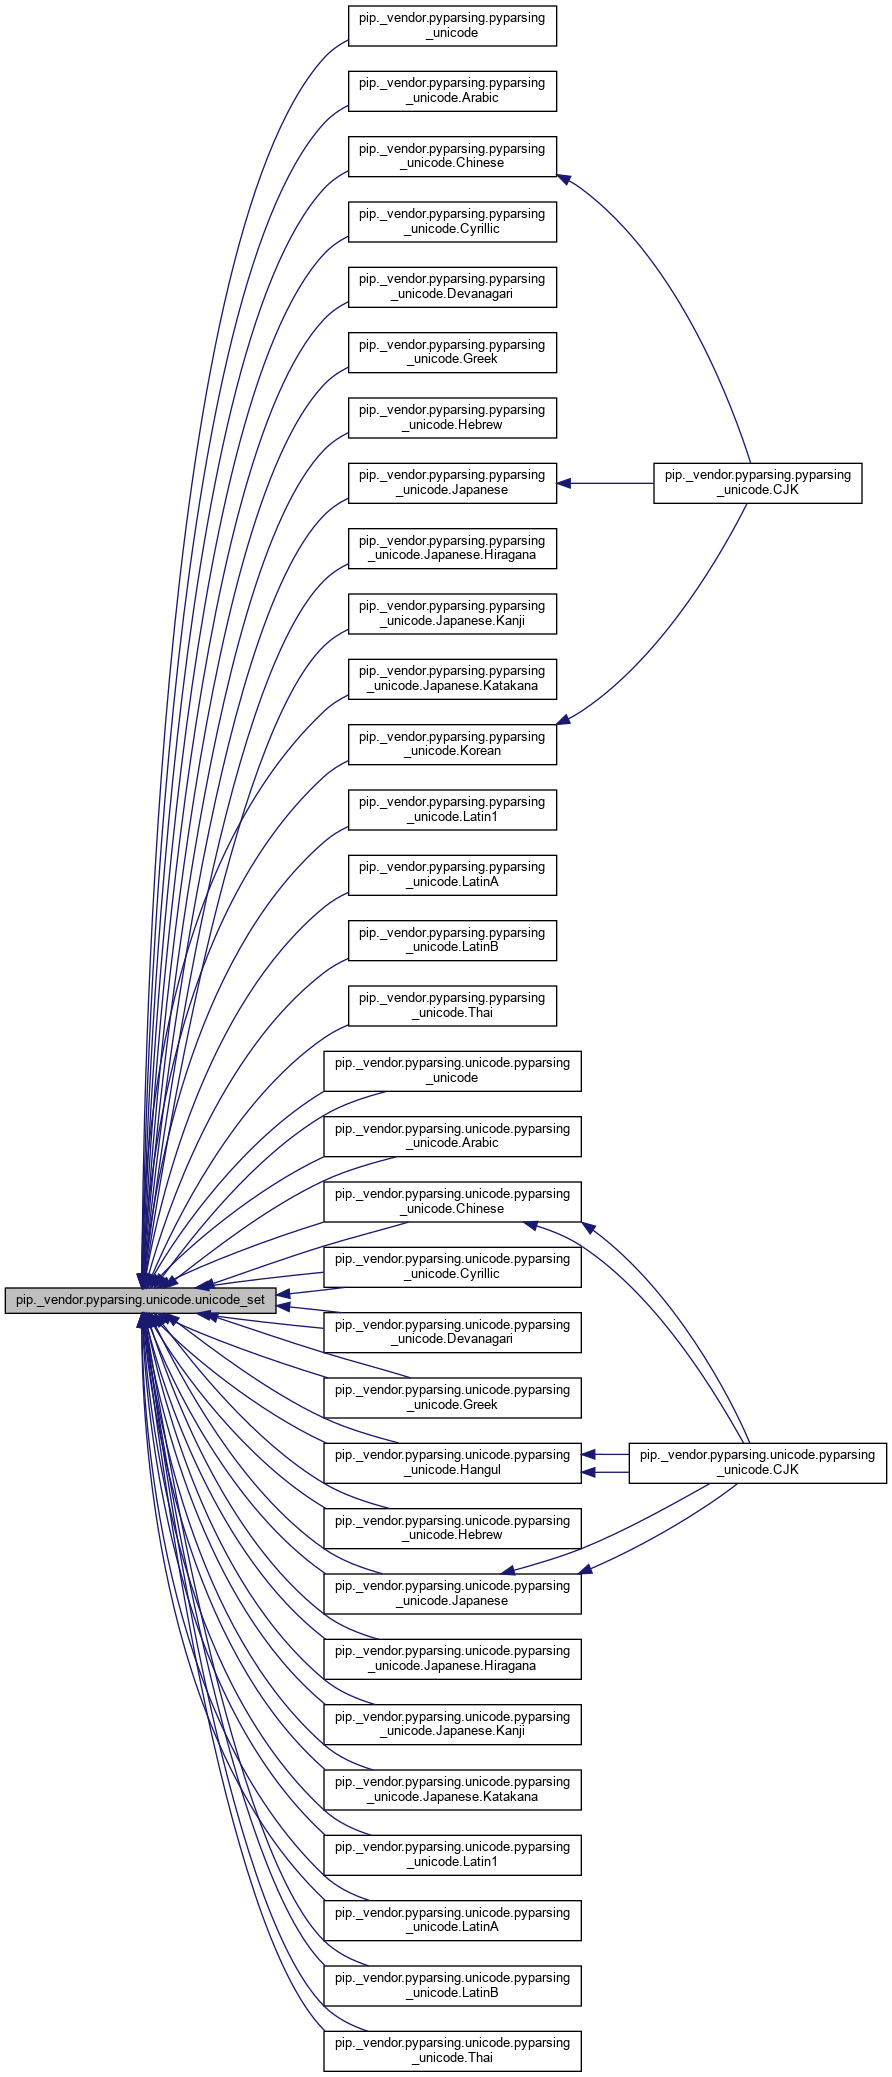 pip._vendor.pyparsing.pyparsing
_unicode
pip._vendor.pyparsing.pyparsing
_unicode.Arabic
pip._vendor.pyparsing.pyparsing
_unicode.Chinese
pip._vendor.pyparsing.pyparsing
_unicode.Cyrillic
pip._vendor.pyparsing.pyparsing
_unicode.Devanagari
pip._vendor.pyparsing.pyparsing
_unicode.Greek
pip._vendor.pyparsing.pyparsing
_unicode.Hebrew
pip._vendor.pyparsing.pyparsing
_unicode.Japanese
pip._vendor.pyparsing.pyparsing
_unicode.CJK
pip._vendor.pyparsing.pyparsing
_unicode.Japanese.Hiragana
pip._vendor.pyparsing.pyparsing
_unicode.Japanese.Kanji
pip._vendor.pyparsing.pyparsing
_unicode.Japanese.Katakana
pip._vendor.pyparsing.pyparsing
_unicode.Korean
pip._vendor.pyparsing.pyparsing
_unicode.Latin1
pip._vendor.pyparsing.pyparsing
_unicode.LatinA
pip._vendor.pyparsing.pyparsing
_unicode.LatinB
pip._vendor.pyparsing.pyparsing
_unicode.Thai
pip._vendor.pyparsing.unicode.pyparsing
_unicode
pip._vendor.pyparsing.unicode.pyparsing
_unicode.Arabic
pip._vendor.pyparsing.unicode.pyparsing
_unicode.Chinese
pip._vendor.pyparsing.unicode.pyparsing
_unicode.Cyrillic
pip._vendor.pyparsing.unicode.unicode_set
pip._vendor.pyparsing.unicode.pyparsing
_unicode.Devanagari
pip._vendor.pyparsing.unicode.pyparsing
_unicode.Greek
pip._vendor.pyparsing.unicode.pyparsing
_unicode.Hangul
pip._vendor.pyparsing.unicode.pyparsing
_unicode.CJK
pip._vendor.pyparsing.unicode.pyparsing
_unicode.Hebrew
pip._vendor.pyparsing.unicode.pyparsing
_unicode.Japanese
pip._vendor.pyparsing.unicode.pyparsing
_unicode.Japanese.Hiragana
pip._vendor.pyparsing.unicode.pyparsing
_unicode.Japanese.Kanji
pip._vendor.pyparsing.unicode.pyparsing
_unicode.Japanese.Katakana
pip._vendor.pyparsing.unicode.pyparsing
_unicode.Latin1
pip._vendor.pyparsing.unicode.pyparsing
_unicode.LatinA
pip._vendor.pyparsing.unicode.pyparsing
_unicode.LatinB
pip._vendor.pyparsing.unicode.pyparsing
_unicode.Thai